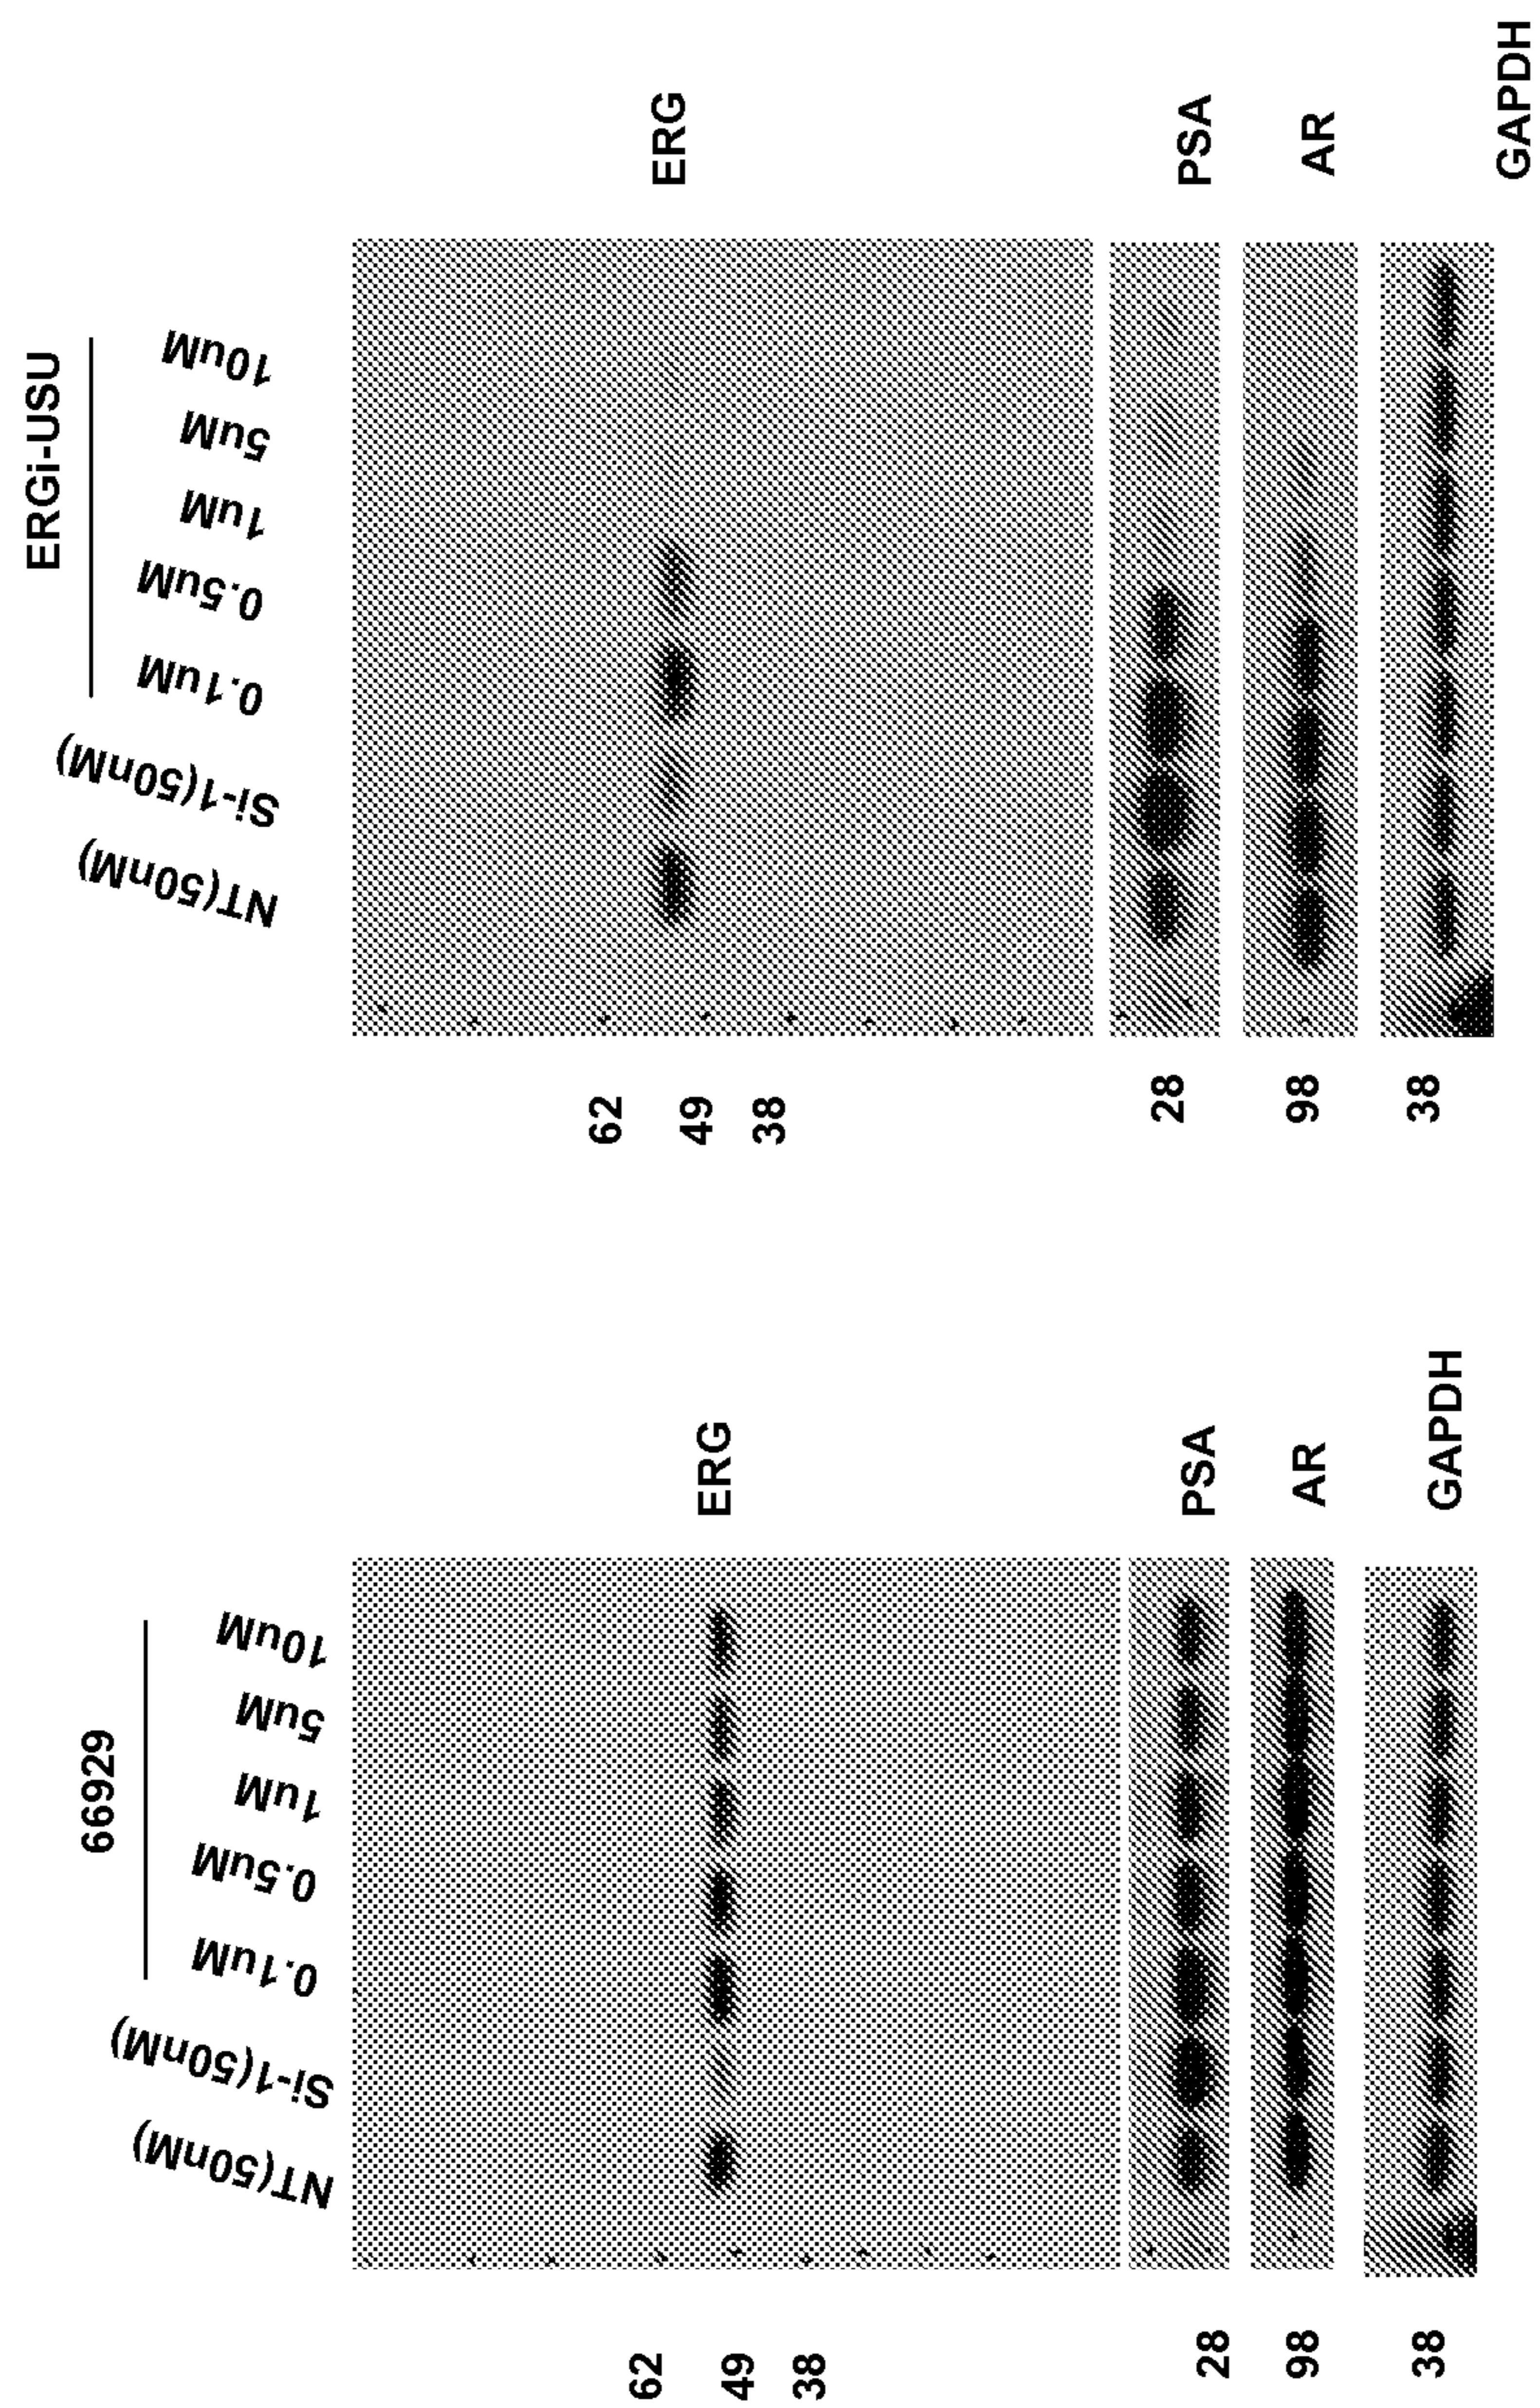 66929
NT(50nM)
Si-1(50nM)
0.1uM
0.5uM
1uM
5uM
10uM
62
49
38
ERG
28
PSA
98
AR
38
GAPDH
ERGi-USU
NT(50nM)
Si-1(50nM)
0.1uM
0.5uM
1uM
5uM
10uM
62
49
38
ERG
28
PSA
98
AR
38
GAPDH